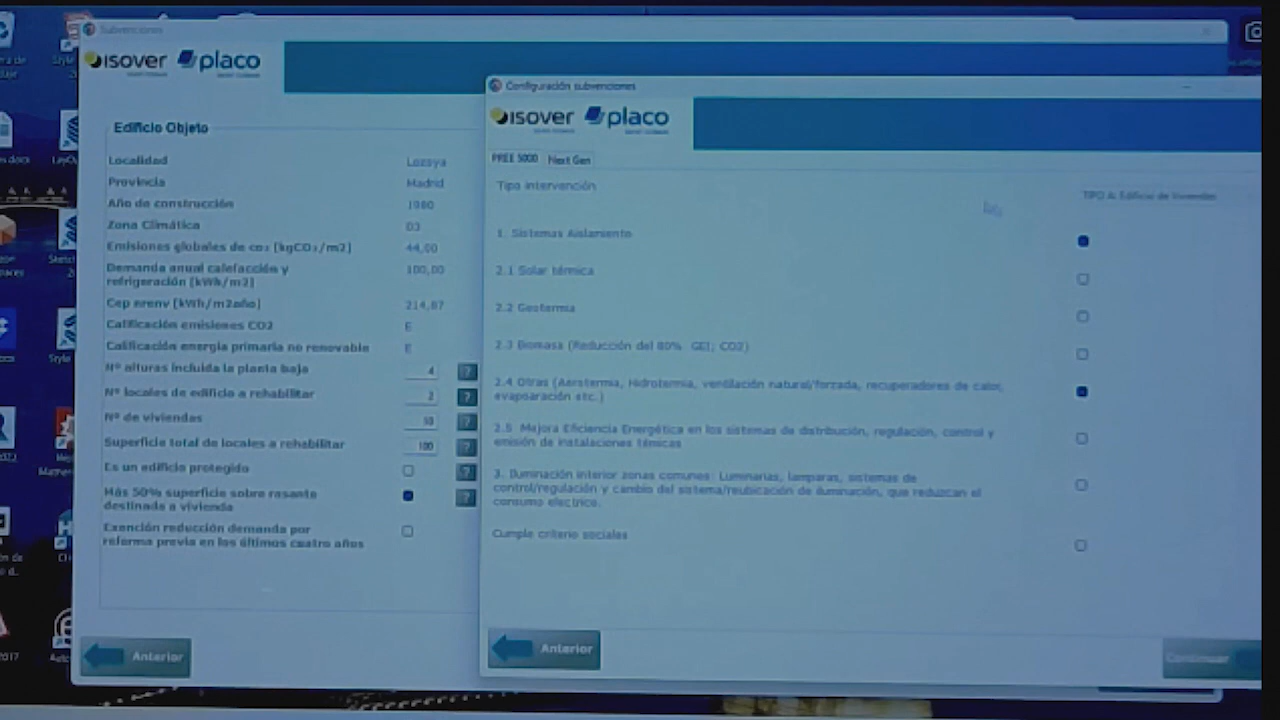 Subvenciones
isover placo
Edificio Objeto
Localidad Lozoya
Provincia Madrid
Año de construcción 1980
Zona Climática D3
Emisiones globales de co₂ [kgCO₂/m2] 44,00
Demanda anual calefacción y
refrigeración [kWh/m2] 100,00
Cep nrenv [kWh/m2año] 214,87
Calificación emisiones CO2 E
Calificación energía primaria no renovable E
Nº alturas incluida la planta baja 4 ?
Nº locales de edificio a rehabilitar 2 ?
Nº de viviendas ?
Superficie total de locales a rehabilitar 100 ?
Es un edificio protegido ?
Más 50% superficie sobre rasante
destinada a vivienda ?
Exención reducción demanda por
reforma previa en los últimos cuatro años
Anterior
Configuración subvenciones
isover placo
PREE 5000 Next Gen
Tipo intervención TIPO A: Edificio de Viviendas
1. Sistemas Aislamiento
2.1 Solar térmica
2.2 Geotermia
2.3 Biomasa (Reducción del 80% GEI; CO2)
2.4 Otras (Aerotermia, Hidrotermia, ventilación natural/forzada, recuperadores de calor,
evapoaración etc.)
2.5 Mejora Eficiencia Energética en los sistemas de distribución, regulación, control y
emisión de instalaciones témicas
3. Iluminación interior zonas comunes: Luminarias, lamparas, sistemas de
control/regulación y cambio del sistema/reubicación de iluminación, que reduzcan el
consumo electrico.
Cumple criterio sociales
Anterior
Continuar